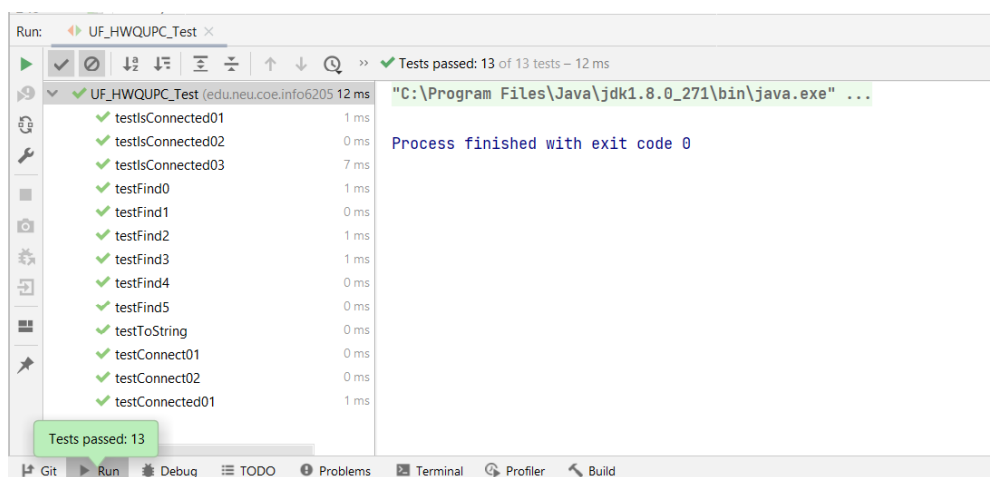 Run: UF_HWQUPC_Test
Tests passed: 13 of 13 tests – 12 ms
UF_HWQUPC_Test (edu.neu.coe.info6205 12 ms
testIsConnected01 1 ms
testIsConnected02 0 ms
testIsConnected03 7 ms
testFind0 1 ms
testFind1 0 ms
testFind2 1 ms
testFind3 1 ms
testFind4 0 ms
testFind5 0 ms
testToString 0 ms
testConnect01 0 ms
testConnect02 0 ms
testConnected01 1 ms
"C:\Program Files\Java\jdk1.8.0_271\bin\java.exe" ...
Process finished with exit code 0
Tests passed: 13
Git Run Debug TODO Problems Terminal Profiler Build